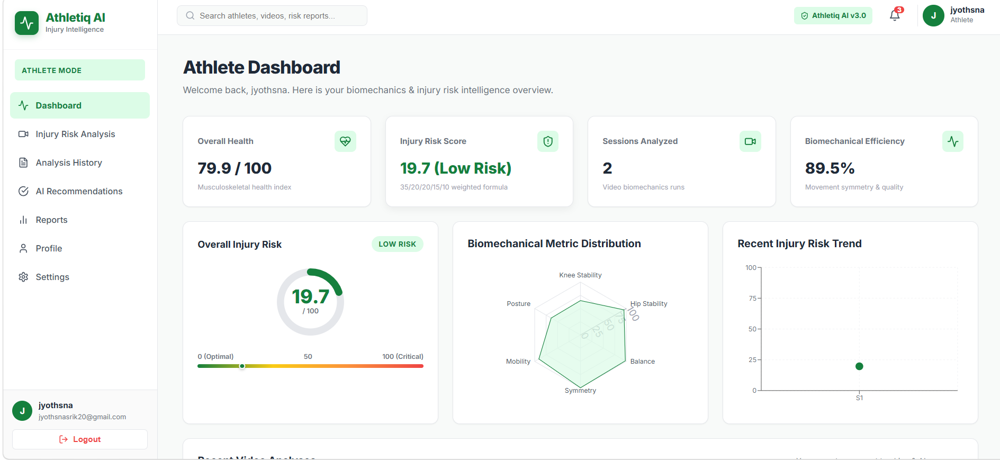 Athletiq AI
Injury Intelligence
Search athletes, videos, risk reports...
Athletiq AI v3.0
3
J
jyothsna
Athlete
ATHLETE MODE
Dashboard
Injury Risk Analysis
Analysis History
AI Recommendations
Reports
Profile
Settings
jyothsna
J
jyothsnasrik20@gmail.com
Logout
Athlete Dashboard
Welcome back, jyothsna. Here is your biomechanics & injury risk intelligence overview.
Overall Health
79.9 / 100
Musculoskeletal health index
Injury Risk Score
19.7 (Low Risk)
35/20/20/15/10 weighted formula
Sessions Analyzed
2
Video biomechanics runs
Biomechanical Efficiency
89.5%
Movement symmetry & quality
Overall Injury Risk
LOW RISK
19.7
/ 100
0 (Optimal)
50
100 (Critical)
Biomechanical Metric Distribution
Knee Stability
Posture
Hip Stability
0
25
50
75
100
Mobility
Balance
Symmetry
Recent Injury Risk Trend
100
75
50
25
0
S1
Recent Video Analyses